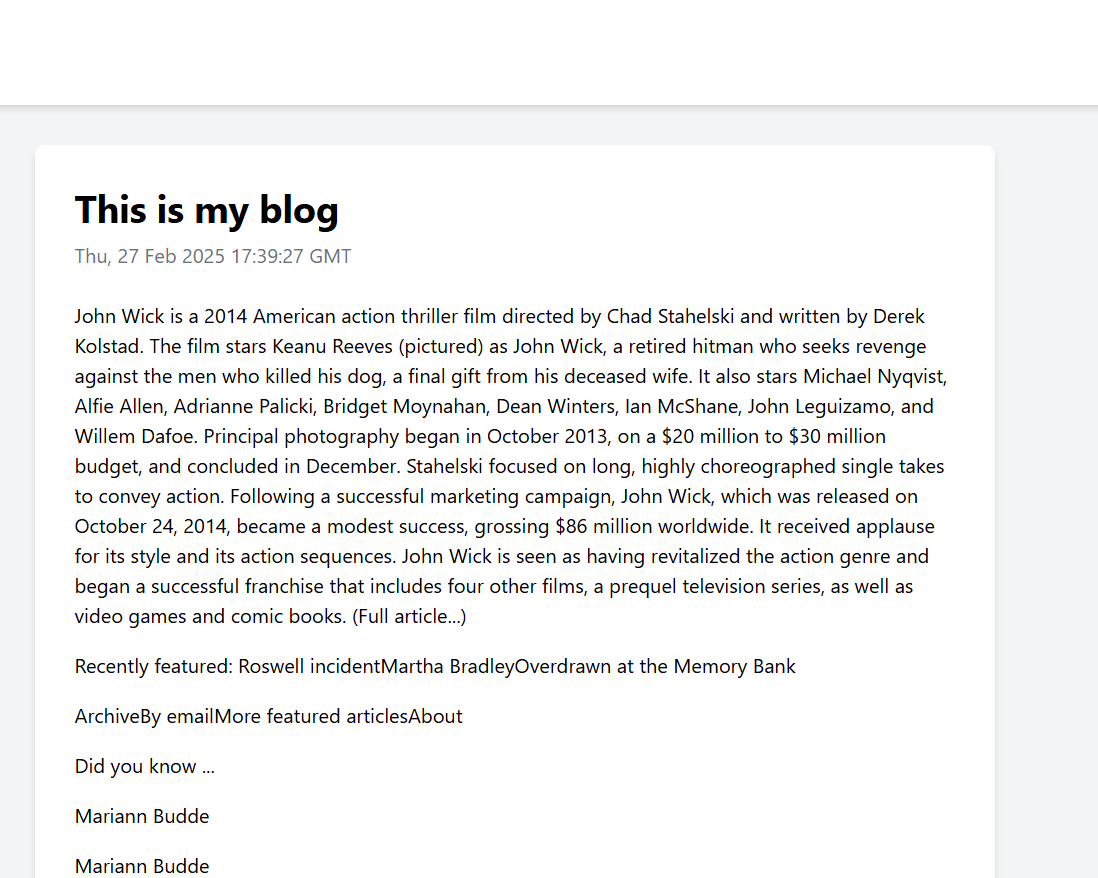 This is my blog
Thu, 27 Feb 2025 17:39:27 GMT
John Wick is a 2014 American action thriller film directed by Chad Stahelski and written by Derek
Kolstad. The film stars Keanu Reeves (pictured) as John Wick, a retired hitman who seeks revenge
against the men who killed his dog, a final gift from his deceased wife. It also stars Michael Nyqvist,
Alfie Allen, Adrianne Palicki, Bridget Moynahan, Dean Winters, Ian McShane, John Leguizamo, and
Willem Dafoe. Principal photography began in October 2013, on a $20 million to $30 million
budget, and concluded in December. Stahelski focused on long, highly choreographed single takes
to convey action. Following a successful marketing campaign, John Wick, which was released on
October 24, 2014, became a modest success, grossing $86 million worldwide. It received applause
for its style and its action sequences. John Wick is seen as having revitalized the action genre and
began a successful franchise that includes four other films, a prequel television series, as well as
video games and comic books. (Full article...)
Recently featured: Roswell incidentMartha BradleyOverdrawn at the Memory Bank
ArchiveBy emailMore featured articlesAbout
Did you know ...
Mariann Budde
Mariann Budde